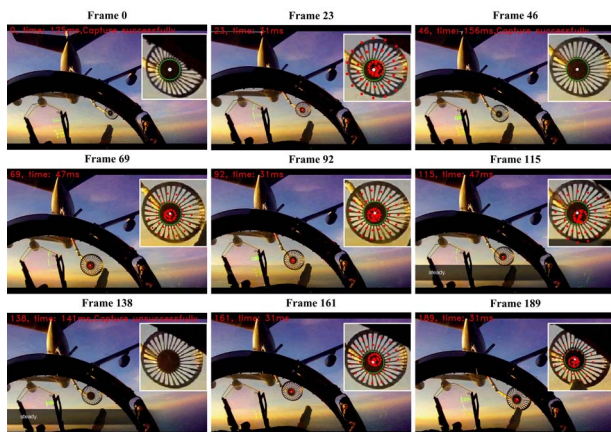 Frame 0
Frame 23
Frame 46
0, time: 175ms,Capture successfully
23, time: 31ms
46, time: 156ms,Capture successfully
Frame 69
Frame 92
Frame 115
69, time: 47ms
92, time: 31ms
115, time: 47ms
steady.
Frame 138
Frame 161
Frame 189
138, time: 141ms,Capture unsuccessfully
161, time: 31ms
189, time: 31ms
steady.